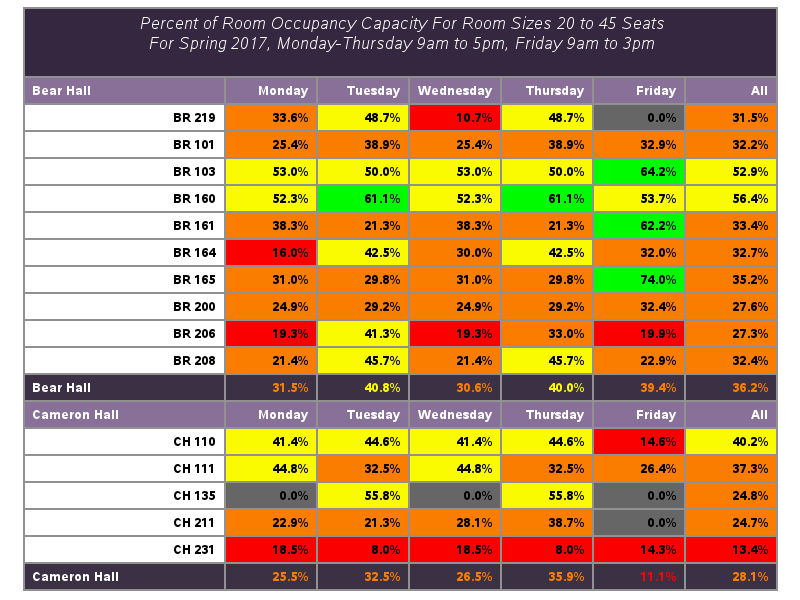 Percent of Room Occupancy Capacity For Room Sizes 20 to 45 Seats
For Spring 2017, Monday-Thursday 9am to 5pm, Friday 9am to 3pm
Bear Hall Monday Tuesday Wednesday Thursday Friday All
BR 219 33.6% 48.7% 10.7% 48.7% 0.0% 31.5%
BR 101 25.4% 38.9% 25.4% 38.9% 32.9% 32.2%
BR 103 53.0% 50.0% 53.0% 50.0% 64.2% 52.9%
BR 160 52.3% 61.1% 52.3% 61.1% 53.7% 56.4%
BR 161 38.3% 21.3% 38.3% 21.3% 62.2% 33.4%
BR 164 16.0% 42.5% 30.0% 42.5% 32.0% 32.7%
BR 165 31.0% 29.8% 31.0% 29.8% 74.0% 35.2%
BR 200 24.9% 29.2% 24.9% 29.2% 32.4% 27.6%
BR 206 19.3% 41.3% 19.3% 33.0% 19.9% 27.3%
BR 208 21.4% 45.7% 21.4% 45.7% 22.9% 32.4%
Bear Hall 31.5% 40.8% 30.6% 40.0% 39.4% 36.2%
Cameron Hall Monday Tuesday Wednesday Thursday Friday All
CH 110 41.4% 44.6% 41.4% 44.6% 14.6% 40.2%
CH 111 44.8% 32.5% 44.8% 32.5% 26.4% 37.3%
CH 135 0.0% 55.8% 0.0% 55.8% 0.0% 24.8%
CH 211 22.9% 21.3% 28.1% 38.7% 0.0% 24.7%
CH 231 18.5% 8.0% 18.5% 8.0% 14.3% 13.4%
Cameron Hall 25.5% 32.5% 26.5% 35.9% 11.1% 28.1%